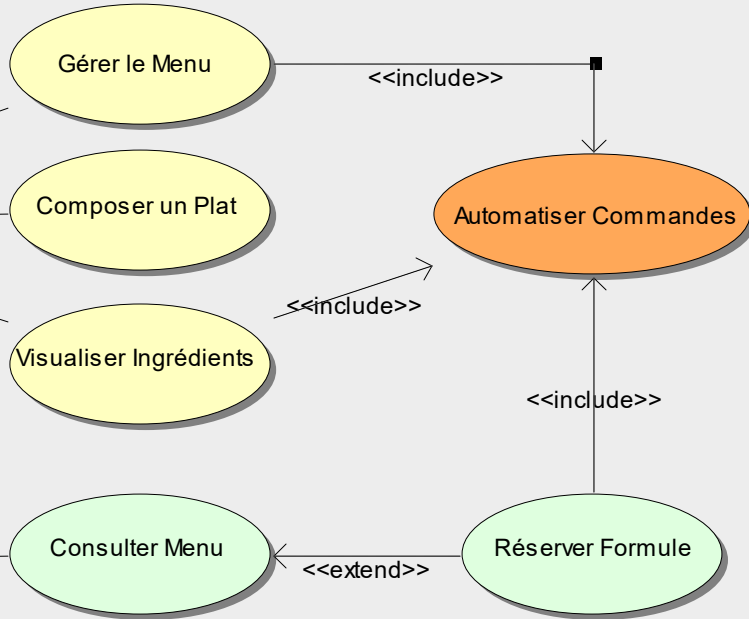 Gérer le Menu
<<include>>
Composer un Plat
Automatiser Commandes
<<include>>
Visualiser Ingrédients
<<include>>
Consulter Menu
Réserver Formule
<<extend>>